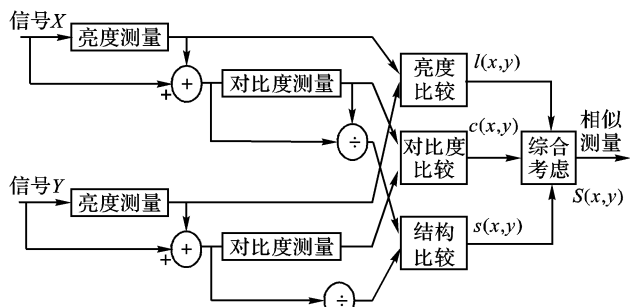 信号X
亮度测量
+
+
对比度测量
÷
亮度
比较
l(x,y)
对比度
比较
c(x,y)
综合
考虑
相似
测量
S(x,y)
信号Y
亮度测量
+
+
对比度测量
÷
结构
比较
s(x,y)